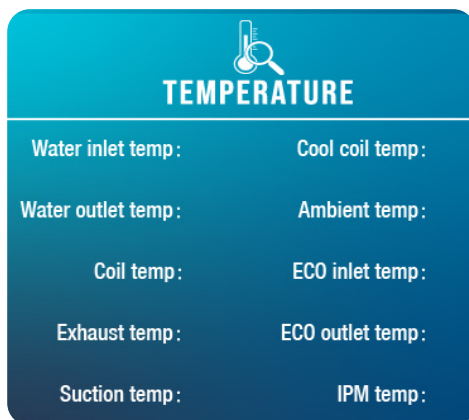 TEMPERATURE
Water inlet temp:
Cool coil temp:
Water outlet temp:
Ambient temp:
Coil temp:
ECO inlet temp:
Exhaust temp:
ECO outlet temp:
Suction temp:
IPM temp: